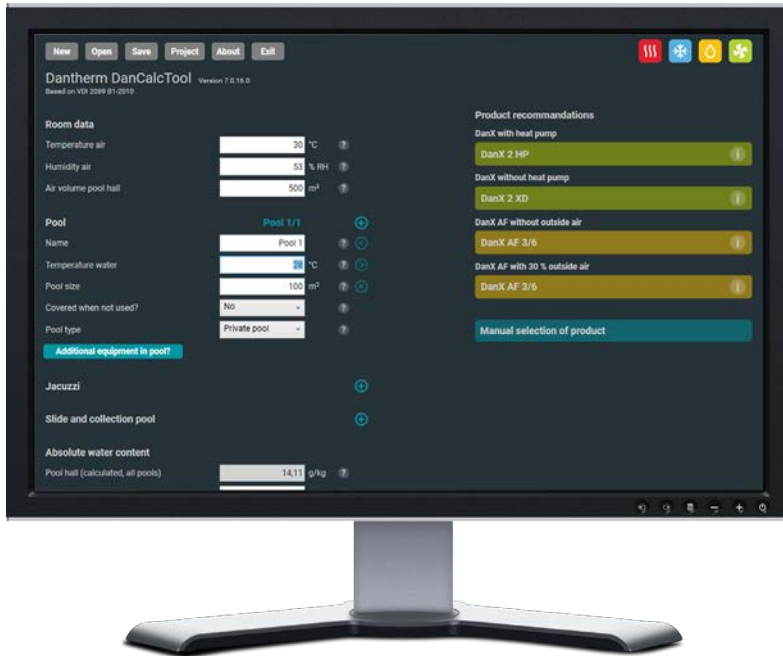 New Open Save Project About Exit
Dantherm DanCalcTool Version 7.0.16.0
Based on VDI 2089 B1-2010
Room data
Temperature air 30 °C ?
Humidity air 53 % RH ?
Air volume pool hall 500 m³ ?
Pool Pool 1/1
Name Pool 1 ?
Temperature water 28 °C ?
Pool size 100 m² ?
Covered when not used? No ?
Pool type Private pool ?
Additional equipment in pool?
Jacuzzi
Slide and collection pool
Absolute water content
Pool hall (calculated, all pools) 14,11 g/kg ?
Product recommandations
DanX with heat pump
DanX 2 HP
DanX without heat pump
DanX 2 XD
DanX AF without outside air
DanX AF 3/6
DanX AF with 30 % outside air
DanX AF 3/6
Manual selection of product